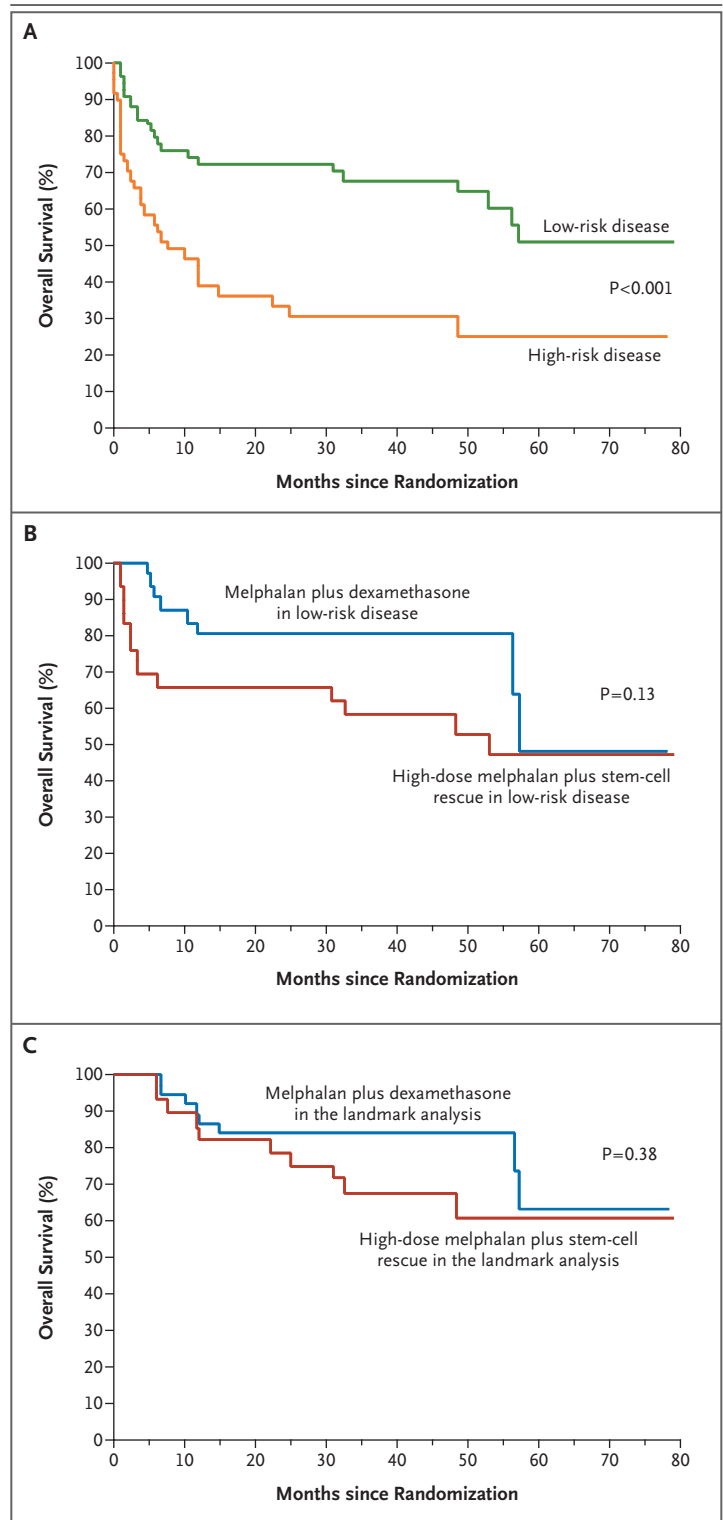 A
100
90
80
70
60
50
40
30
20
10
0
Overall Survival (%)
Low-risk disease
P<0.001
High-risk disease
0 10 20 30 40 50 60 70 80
Months since Randomization
B
100
90
80
70
60
50
40
30
20
10
0
Overall Survival (%)
Melphalan plus dexamethasone
in low-risk disease
P=0.13
High-dose melphalan plus stem-cell
rescue in low-risk disease
0 10 20 30 40 50 60 70 80
Months since Randomization
C
100
90
80
70
60
50
40
30
20
10
0
Overall Survival (%)
Melphalan plus dexamethasone
in the landmark analysis
P=0.38
High-dose melphalan plus stem-cell
rescue in the landmark analysis
0 10 20 30 40 50 60 70 80
Months since Randomization